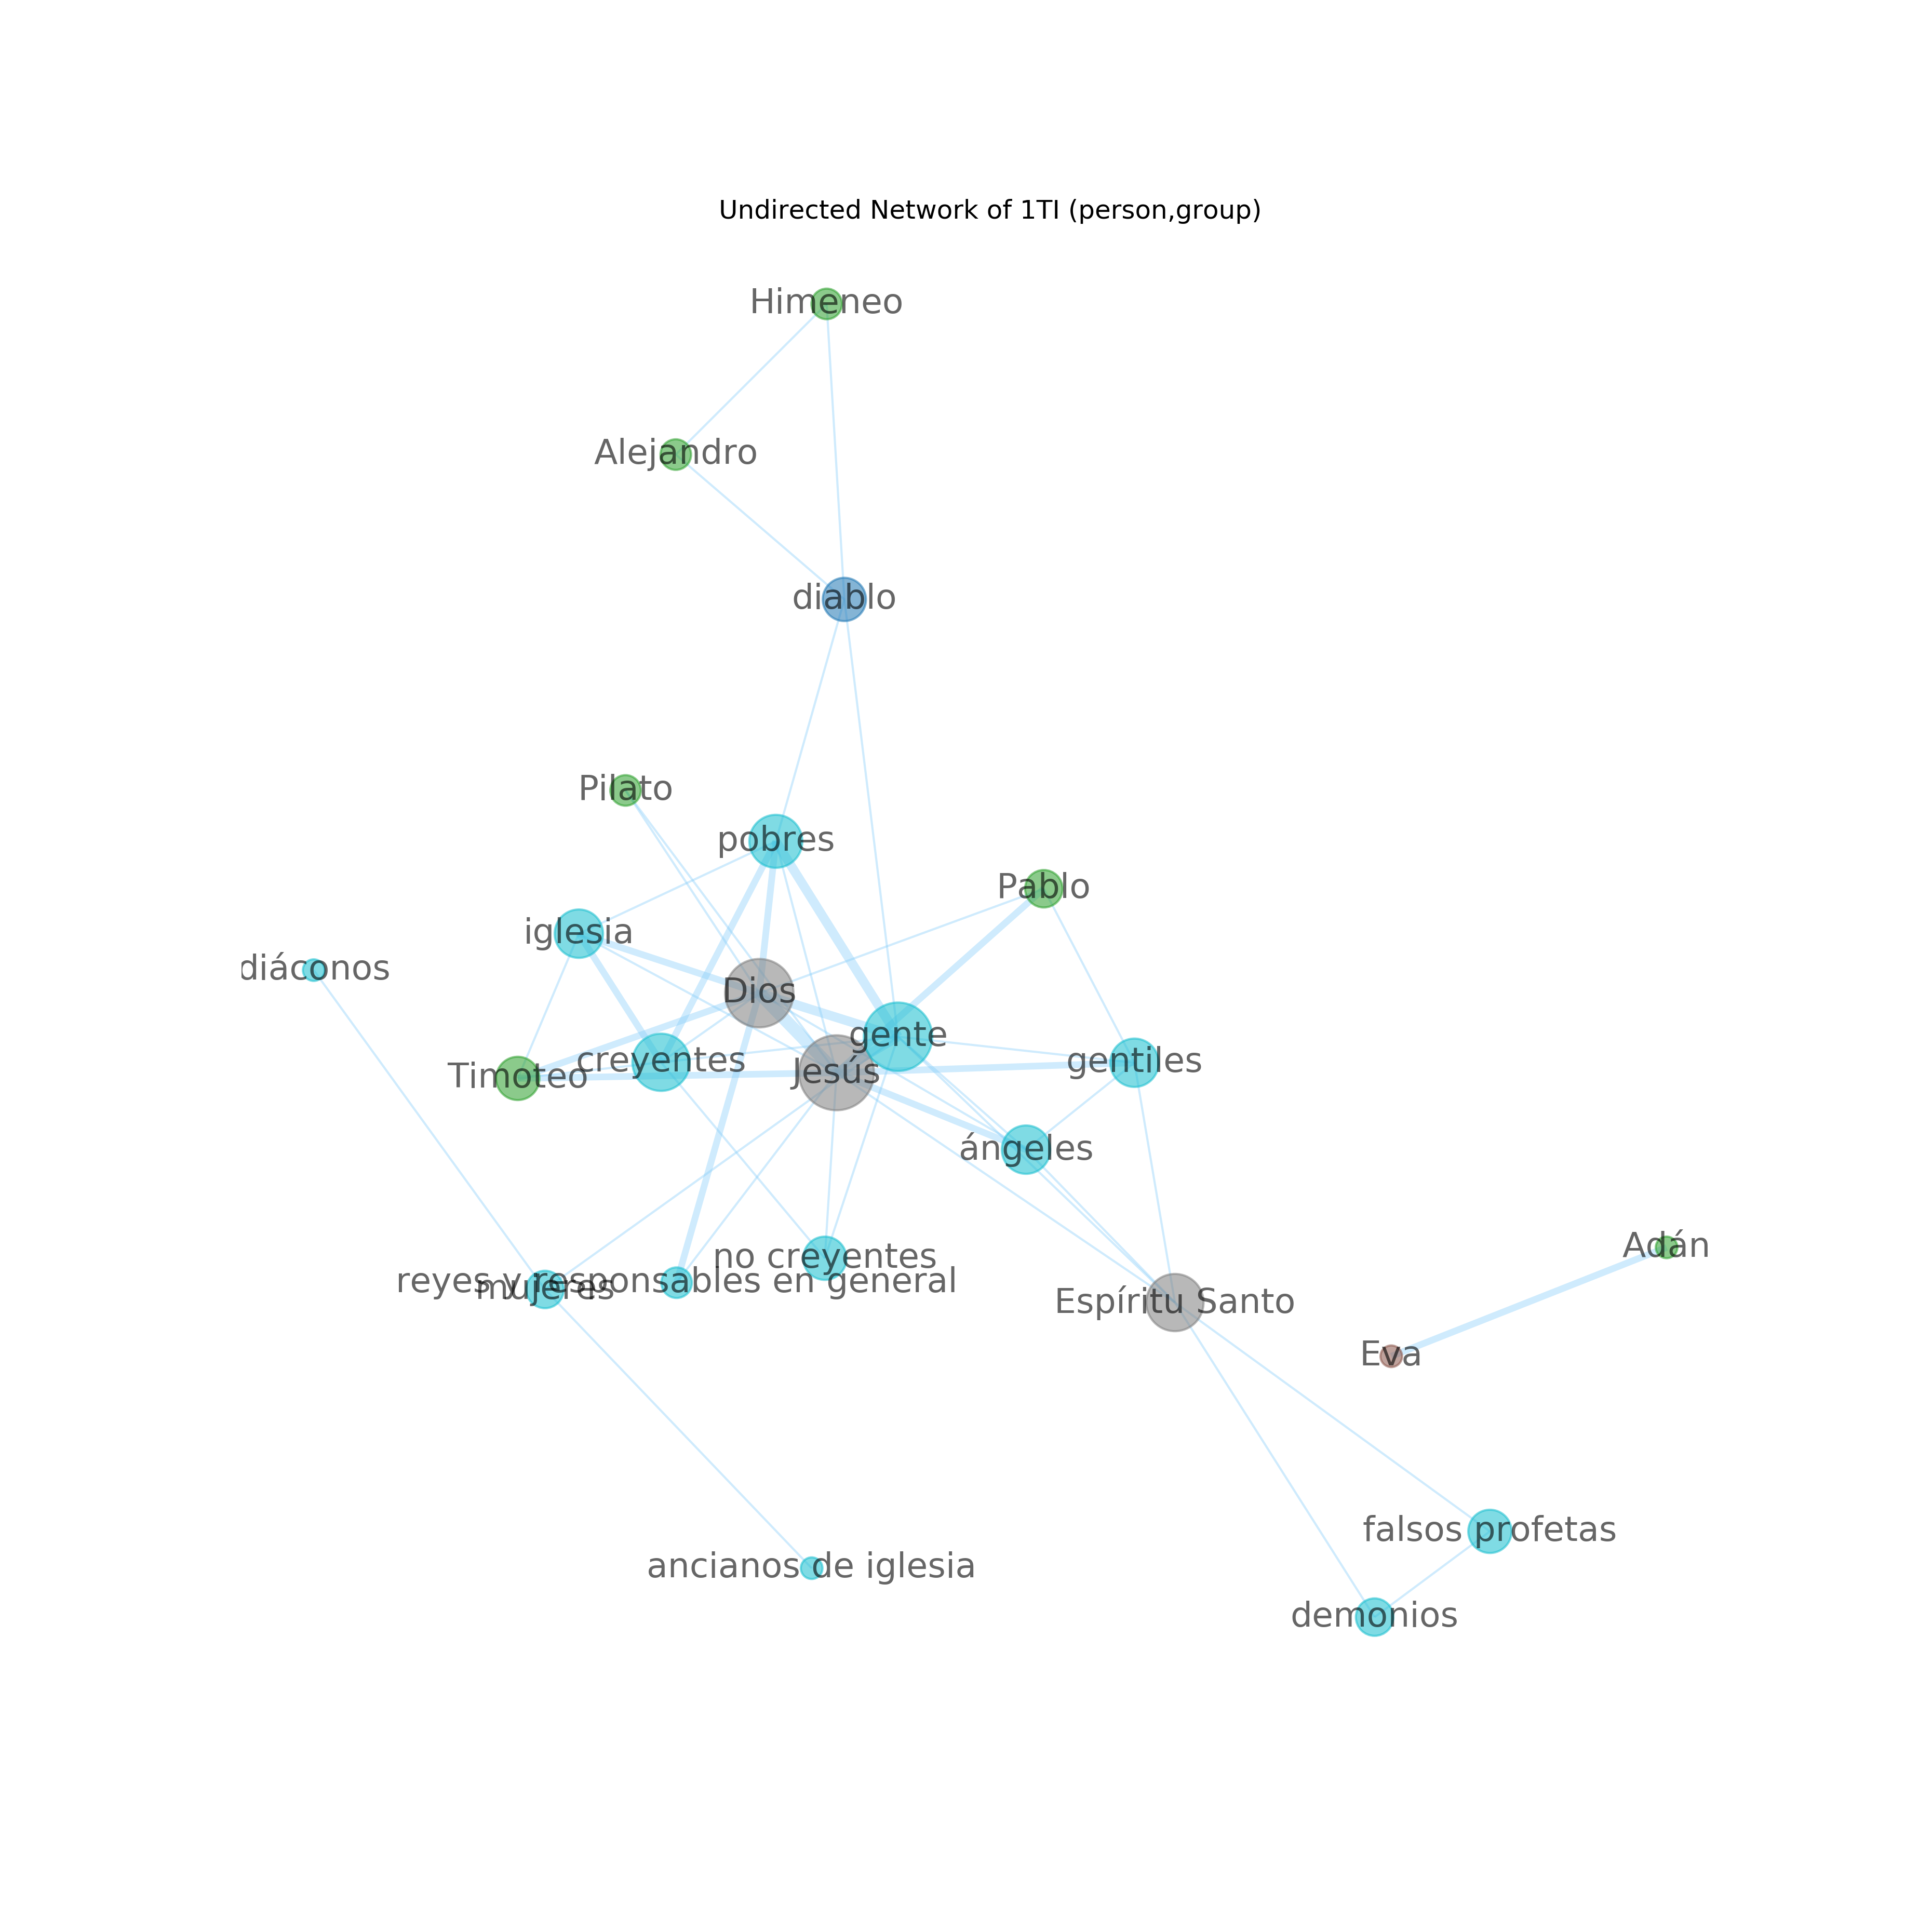 Undirected Network of 1TI (person,group)
Himeneo
Alejandro
diablo
Pilato
pobres
Pablo
iglesia
diáconos
Dios
gente
creyentes
gentiles
Jesús
Timoteo
ángeles
Adán
no creyentes
reyes y responsables en general
mujeres
Espíritu Santo
Eva
falsos profetas
ancianos de iglesia
demonios